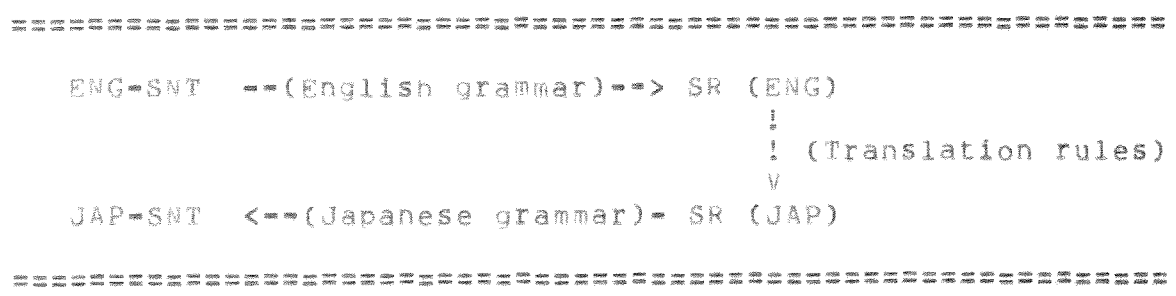 ============================================================
ENG-SNT --(English grammar)--> SR (ENG)
!
! (Translation rules)
V
JAP-SNT <--(Japanese grammar)- SR (JAP)
============================================================